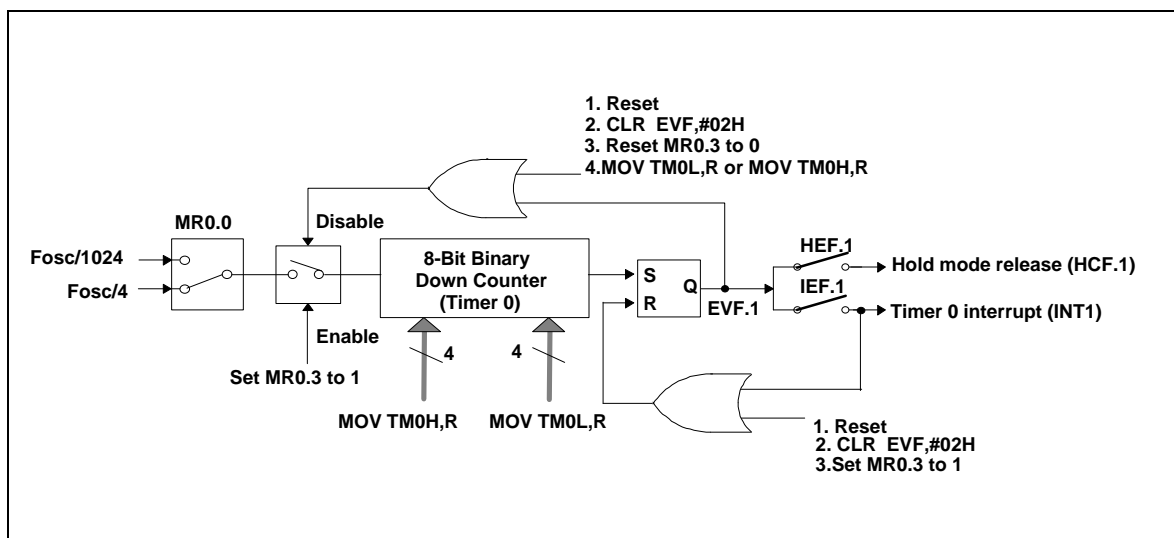 1. Reset
2. CLR EVF,#02H
3. Reset MR0.3 to 0
4.MOV TM0L,R or MOV TM0H,R
MR0.0
Disable
Fosc/1024
Fosc/4
8-Bit Binary
Down Counter
(Timer 0)
S
Q
R
EVF.1
HEF.1
Hold mode release (HCF.1)
IEF.1
Timer 0 interrupt (INT1)
Enable
Set MR0.3 to 1
4
4
MOV TM0H,R
MOV TM0L,R
1. Reset
2. CLR EVF,#02H
3.Set MR0.3 to 1